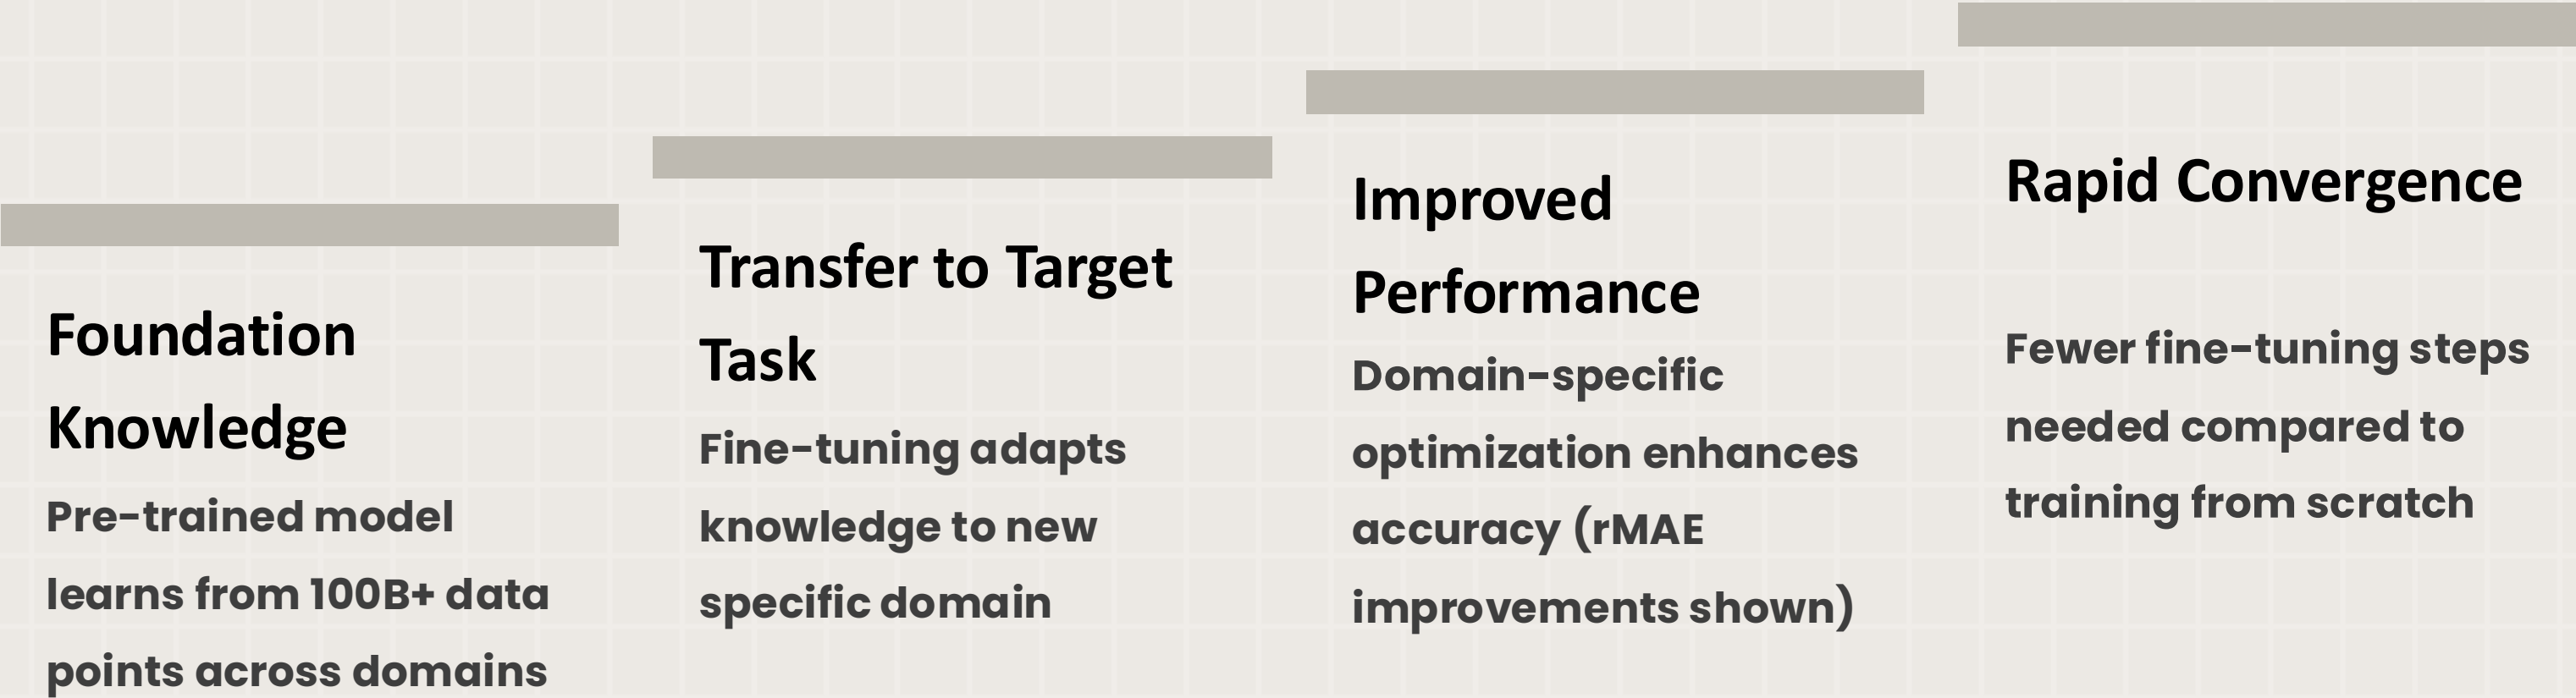 Foundation
Knowledge
Pre-trained model
learns from 100B+ data
points across domains
Transfer to Target
Task
Fine-tuning adapts
knowledge to new
specific domain
Improved
Performance
Domain-specific
optimization enhances
accuracy (rMAE
improvements shown)
Rapid Convergence
Fewer fine-tuning steps
needed compared to
training from scratch